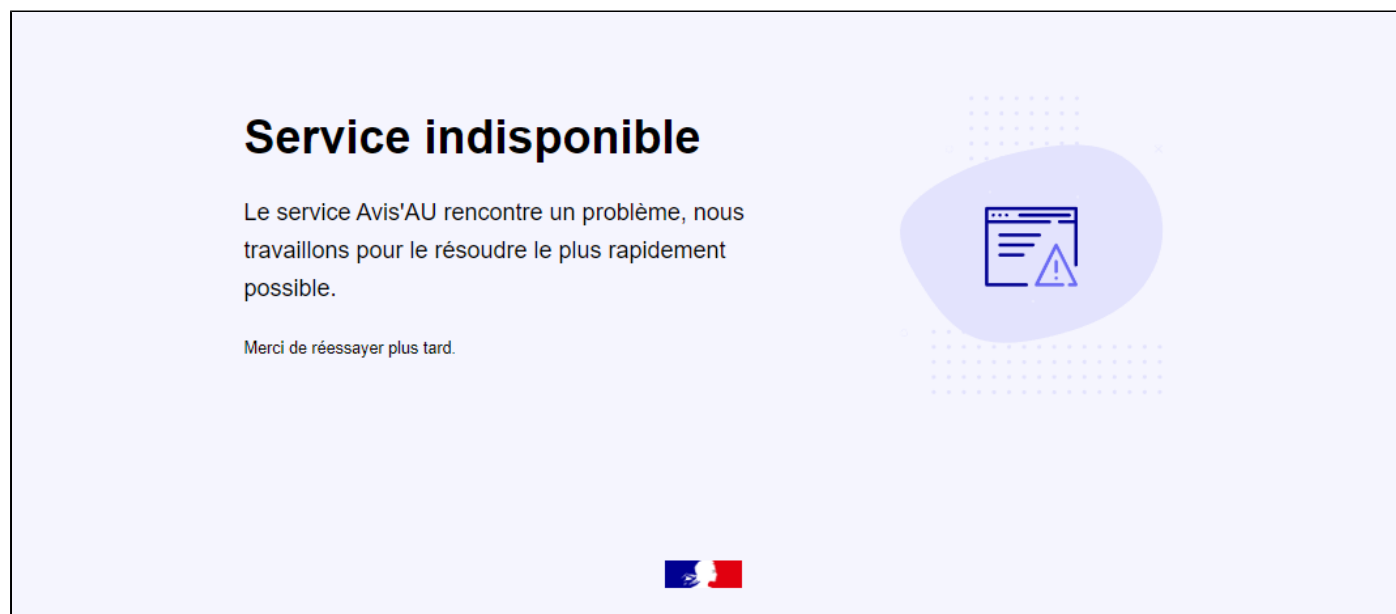 Service indisponible
Le service Avis'AU rencontre un problème, nous
travaillons pour le résoudre le plus rapidement
possible.
Merci de réessayer plus tard.